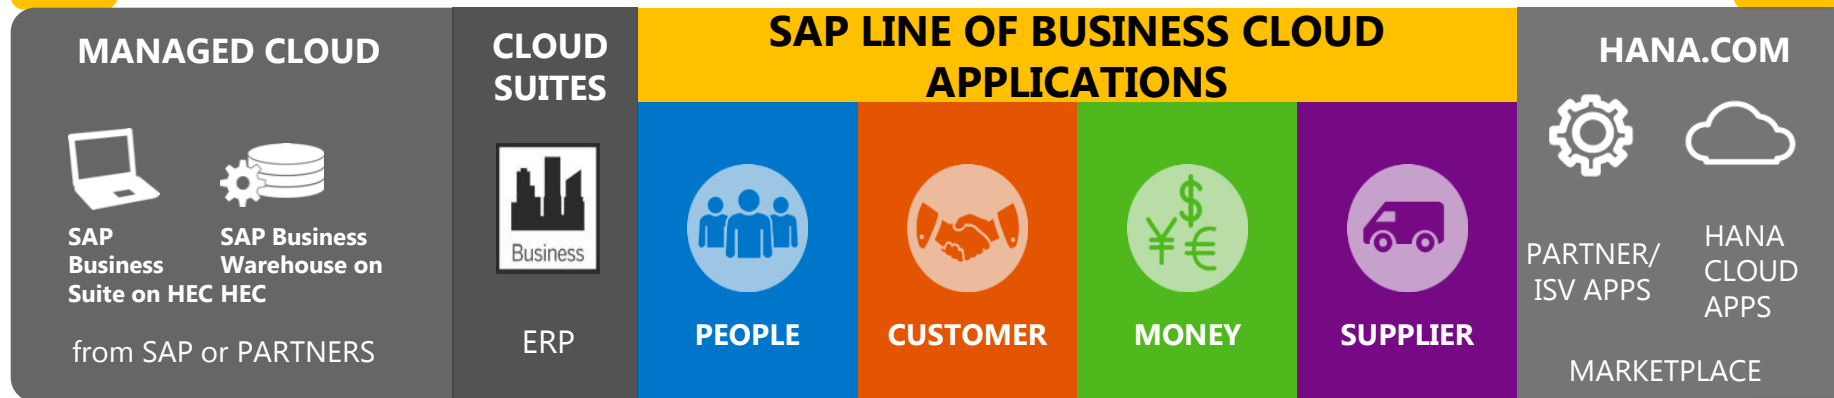 MANAGED CLOUD
SAP
Business
Suite on HEC
SAP Business
Warehouse on
HEC
from SAP or PARTNERS
CLOUD
SUITES
Business
ERP
SAP LINE OF BUSINESS CLOUD
APPLICATIONS
PEOPLE
CUSTOMER
$
¥ €
MONEY
SUPPLIER
HANA.COM
PARTNER/
ISV APPS
HANA
CLOUD
APPS
MARKETPLACE